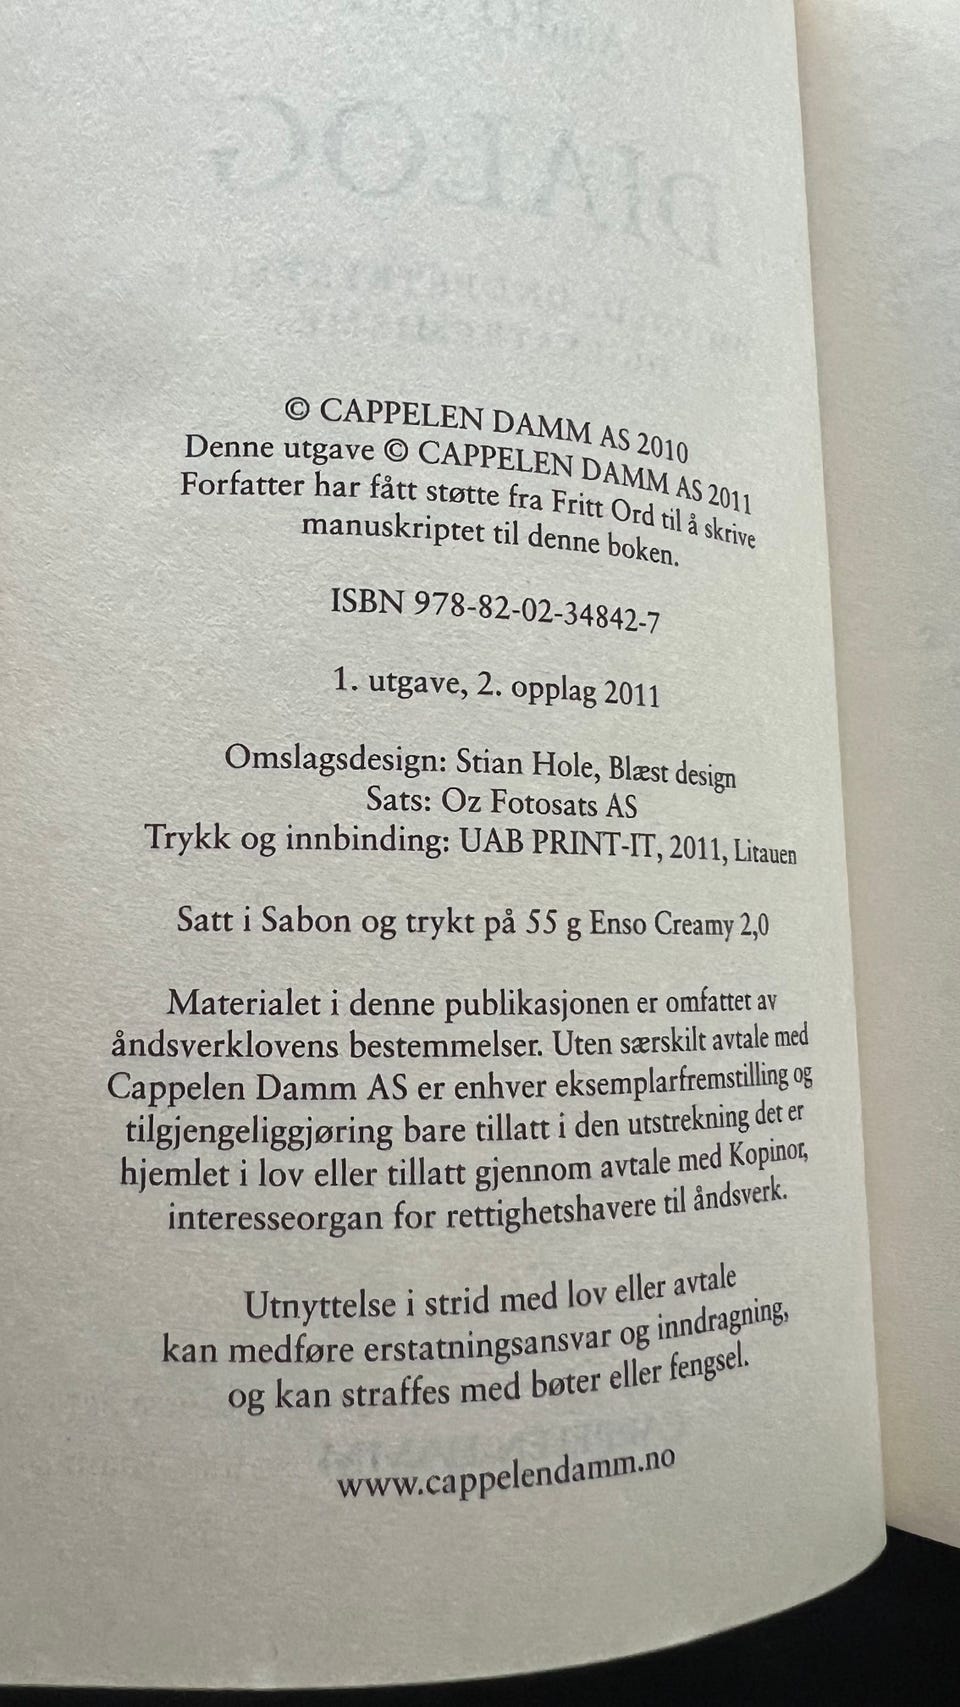 © CAPPELEN DAMM AS 2010
Denne utgave © CAPPELEN DAMM AS 2011
Forfatter har fått støtte fra Fritt Ord til å skrive
manuskriptet til denne boken.
ISBN 978-82-02-34842-7
1. utgave, 2. opplag 2011
Omslagsdesign: Stian Hole, Blæst design
Sats: Oz Fotosats AS
Trykk og innbinding: UAB PRINT-IT, 2011, Litauen
Satt i Sabon og trykt på 55 g Enso Creamy 2,0
Materialet i denne publikasjonen er omfattet av
åndsverklovens bestemmelser. Uten særskilt avtale med
Cappelen Damm AS er enhver eksemplarfremstilling og
tilgjengeliggjøring bare tillatt i den utstrekning det er
hjemlet i lov eller tillatt gjennom avtale med Kopinor,
interesseorgan for rettighetshavere til åndsverk.
Utnyttelse i strid med lov eller avtale
kan medføre erstatningsansvar og inndragning,
og kan straffes med bøter eller fengsel.
www.cappelendamm.no